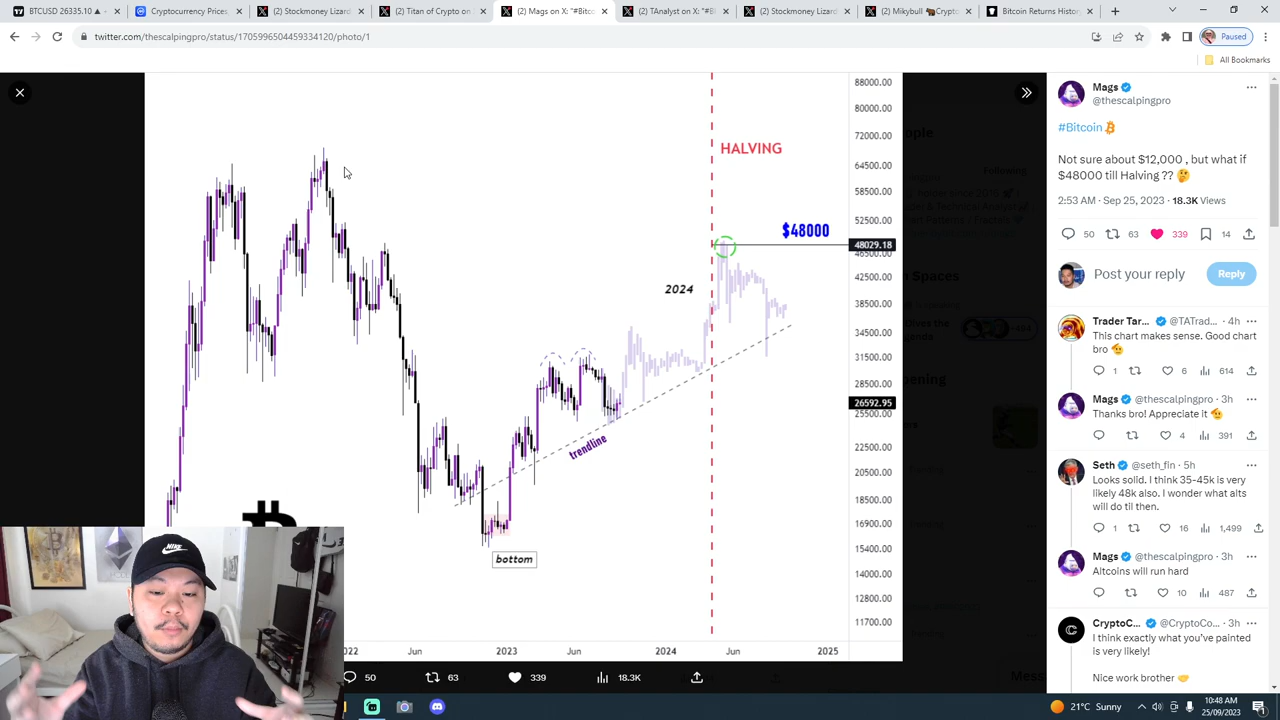 BTCUSD 26335.10
Cryptocurrency Prices
(2) Stockmoney Lizard
(2) Titan of Crypto on
(2) Mags on X: "#Bitc
(2) TAnalyst on X: "#B
(2) Stockmoney Lizard
(2) Mikybull
Crypto
Bitcoin Returns Histor
twitter.com/thescalpingpro/status/1705996504459334120/photo/1
Paused
All Bookmarks
88000.00
80000.00
72000.00
64500.00
58500.00
52500.00
48029.18
46500.00
42500.00
38500.00
34500.00
31500.00
28500.00
26592.95
25500.00
22500.00
20500.00
18500.00
16900.00
15400.00
14000.00
12800.00
11700.00
HALVING
$48000
2024
trendline
bottom
2022
Jun
2023
Jun
2024
Jun
2025
50
63
339
18.3K
Mags
@thescalpingpro
#Bitcoin
Not sure about $12,000 , but what if
$48000 till Halving ??
2:53 AM · Sep 25, 2023 · 18.3K Views
50
63
339
14
Post your reply
Reply
Trader Tar... @TATrad... · 4h
This chart makes sense. Good chart
bro
1
6
614
Mags @thescalpingpro · 3h
Thanks bro! Appreciate it
4
391
Seth @seth_fin · 5h
Looks solid. I think 35-45k is very
likely 48k also. I wonder what alts
will do til then.
1
16
1,499
Mags @thescalpingpro · 3h
Altcoins will run hard
10
487
CryptoC... @CryptoCo... · 3h
I think exactly what you've painted
is very likely!
Nice work brother
21°C Sunny
10:48 AM
25/09/2023